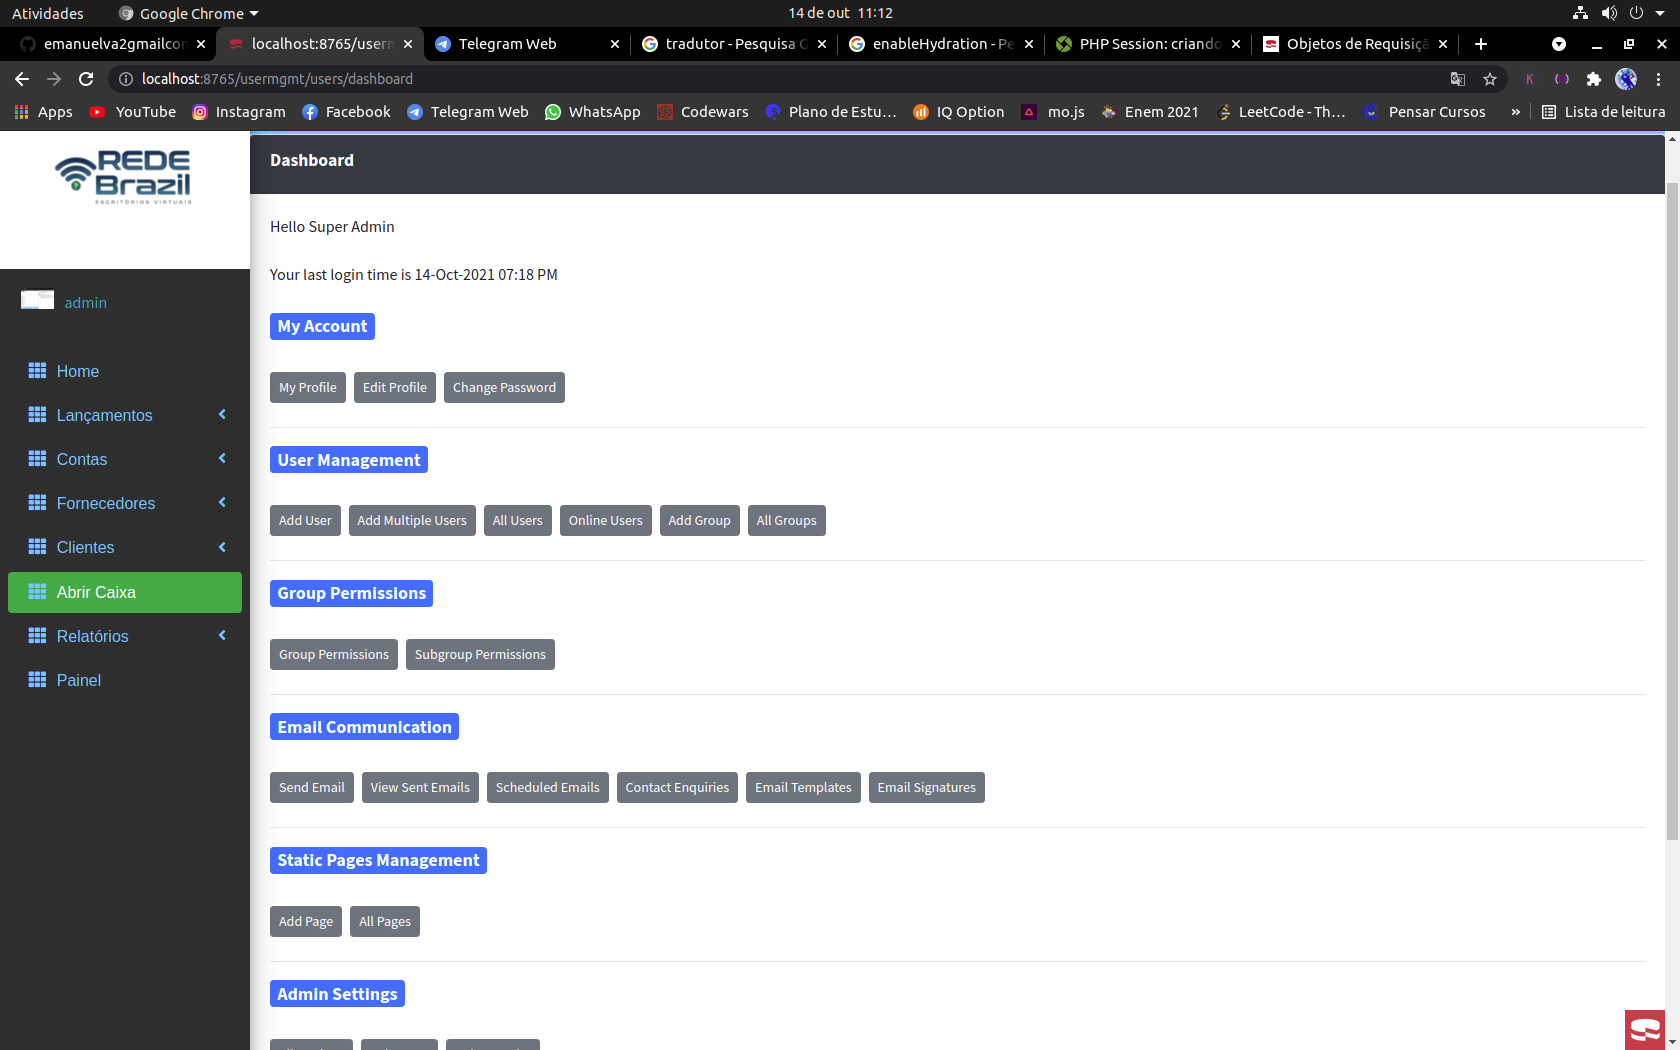 Atividades
Google Chrome
14 de out 11:12
emanuelva2gmailcon
localhost:8765/usern
Telegram Web
tradutor - Pesquisa G
enableHydration - Pe
PHP Session: criando
Objetos de Requisiçã
localhost:8765/usermgmt/users/dashboard
Apps
YouTube
Instagram
Facebook
Telegram Web
WhatsApp
Codewars
Plano de Estu...
IQ Option
mo.js
Enem 2021
LeetCode - Th...
Pensar Cursos
»
Lista de leitura
REDE
Brazil
ESCRITÓRIOS VIRTUAIS
admin
Home
Lançamentos
Contas
Fornecedores
Clientes
Abrir Caixa
Relatórios
Painel
Dashboard
Hello Super Admin
Your last login time is 14-Oct-2021 07:18 PM
My Account
My Profile
Edit Profile
Change Password
User Management
Add User
Add Multiple Users
All Users
Online Users
Add Group
All Groups
Group Permissions
Group Permissions
Subgroup Permissions
Email Communication
Send Email
View Sent Emails
Scheduled Emails
Contact Enquiries
Email Templates
Email Signatures
Static Pages Management
Add Page
All Pages
Admin Settings